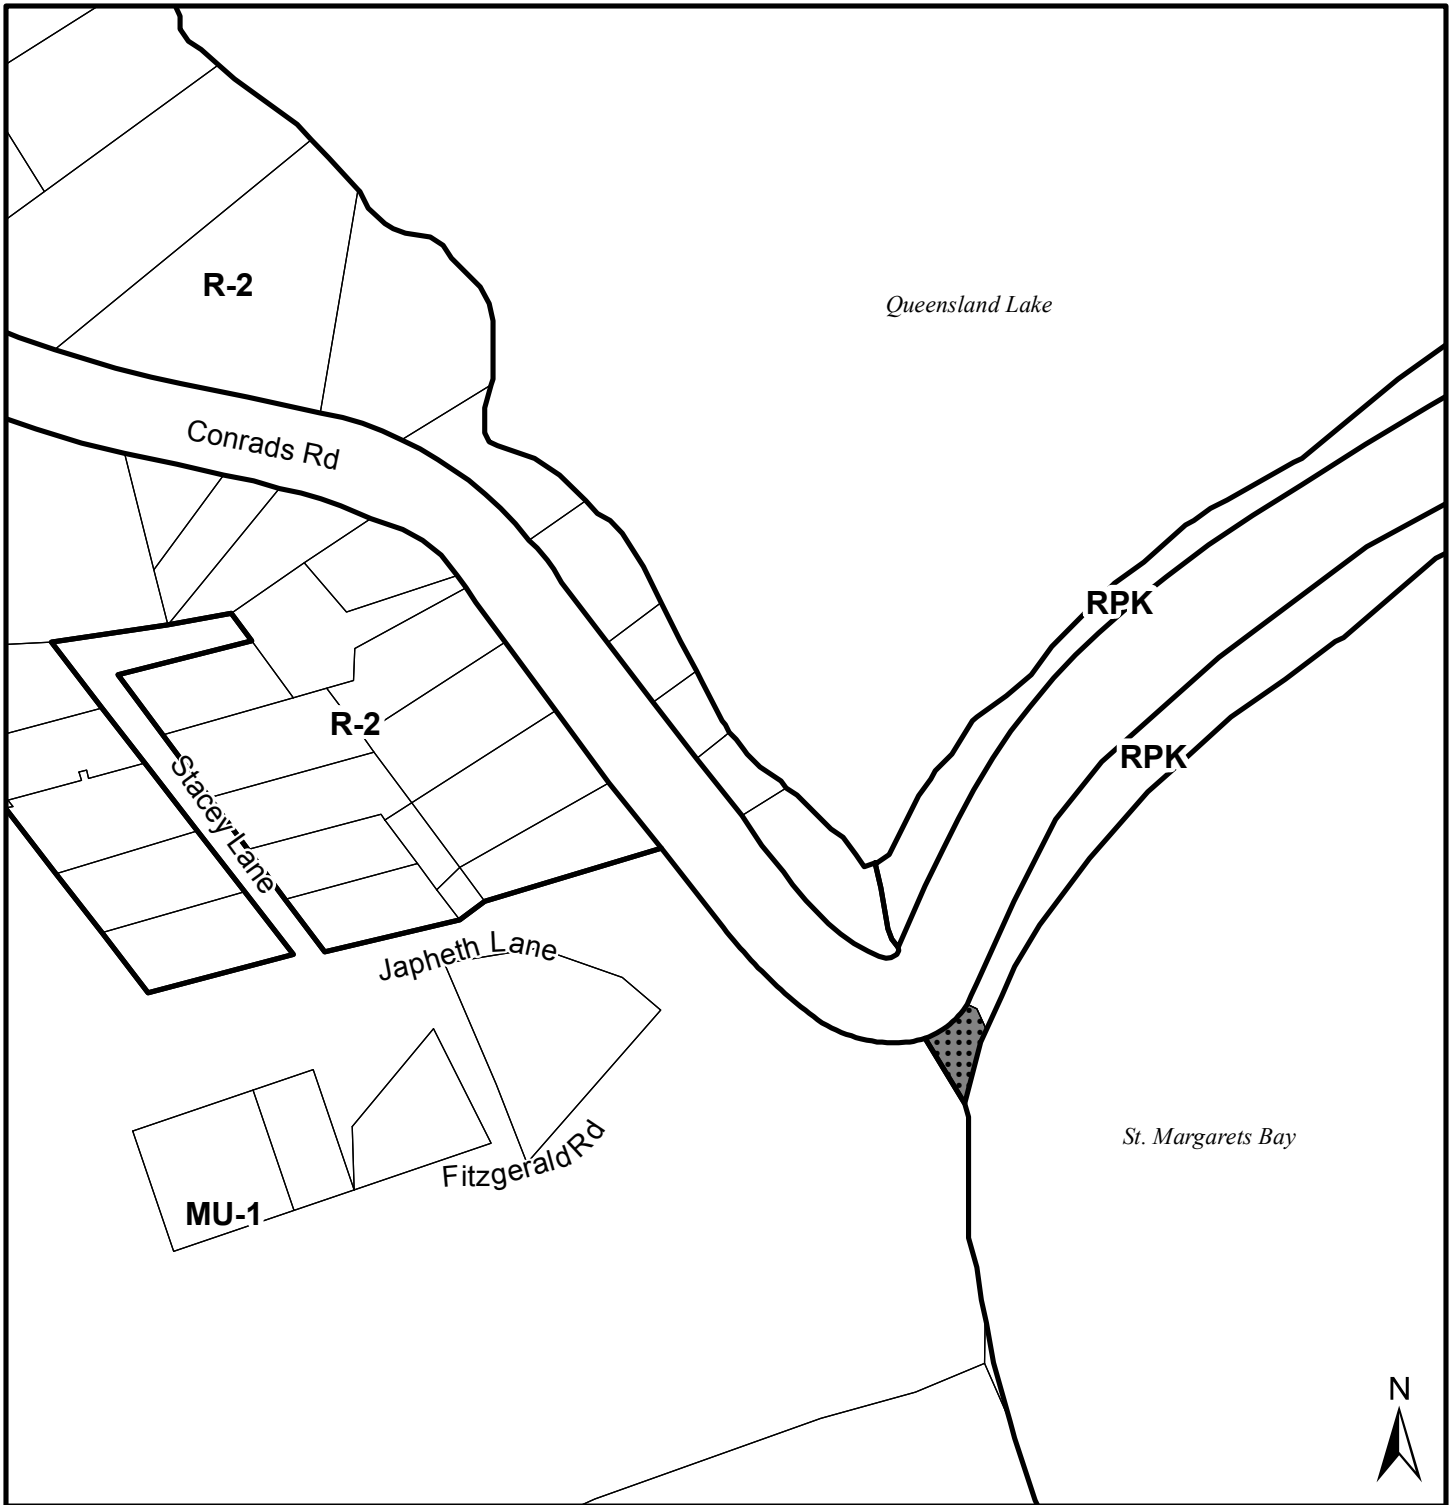 R-2
Queensland Lake
Conrads Rd
RPK
R-2
RPK
Stacey Lane
Japheth Lane
St. Margarets Bay
Fitzgerald Rd
MU-1
N